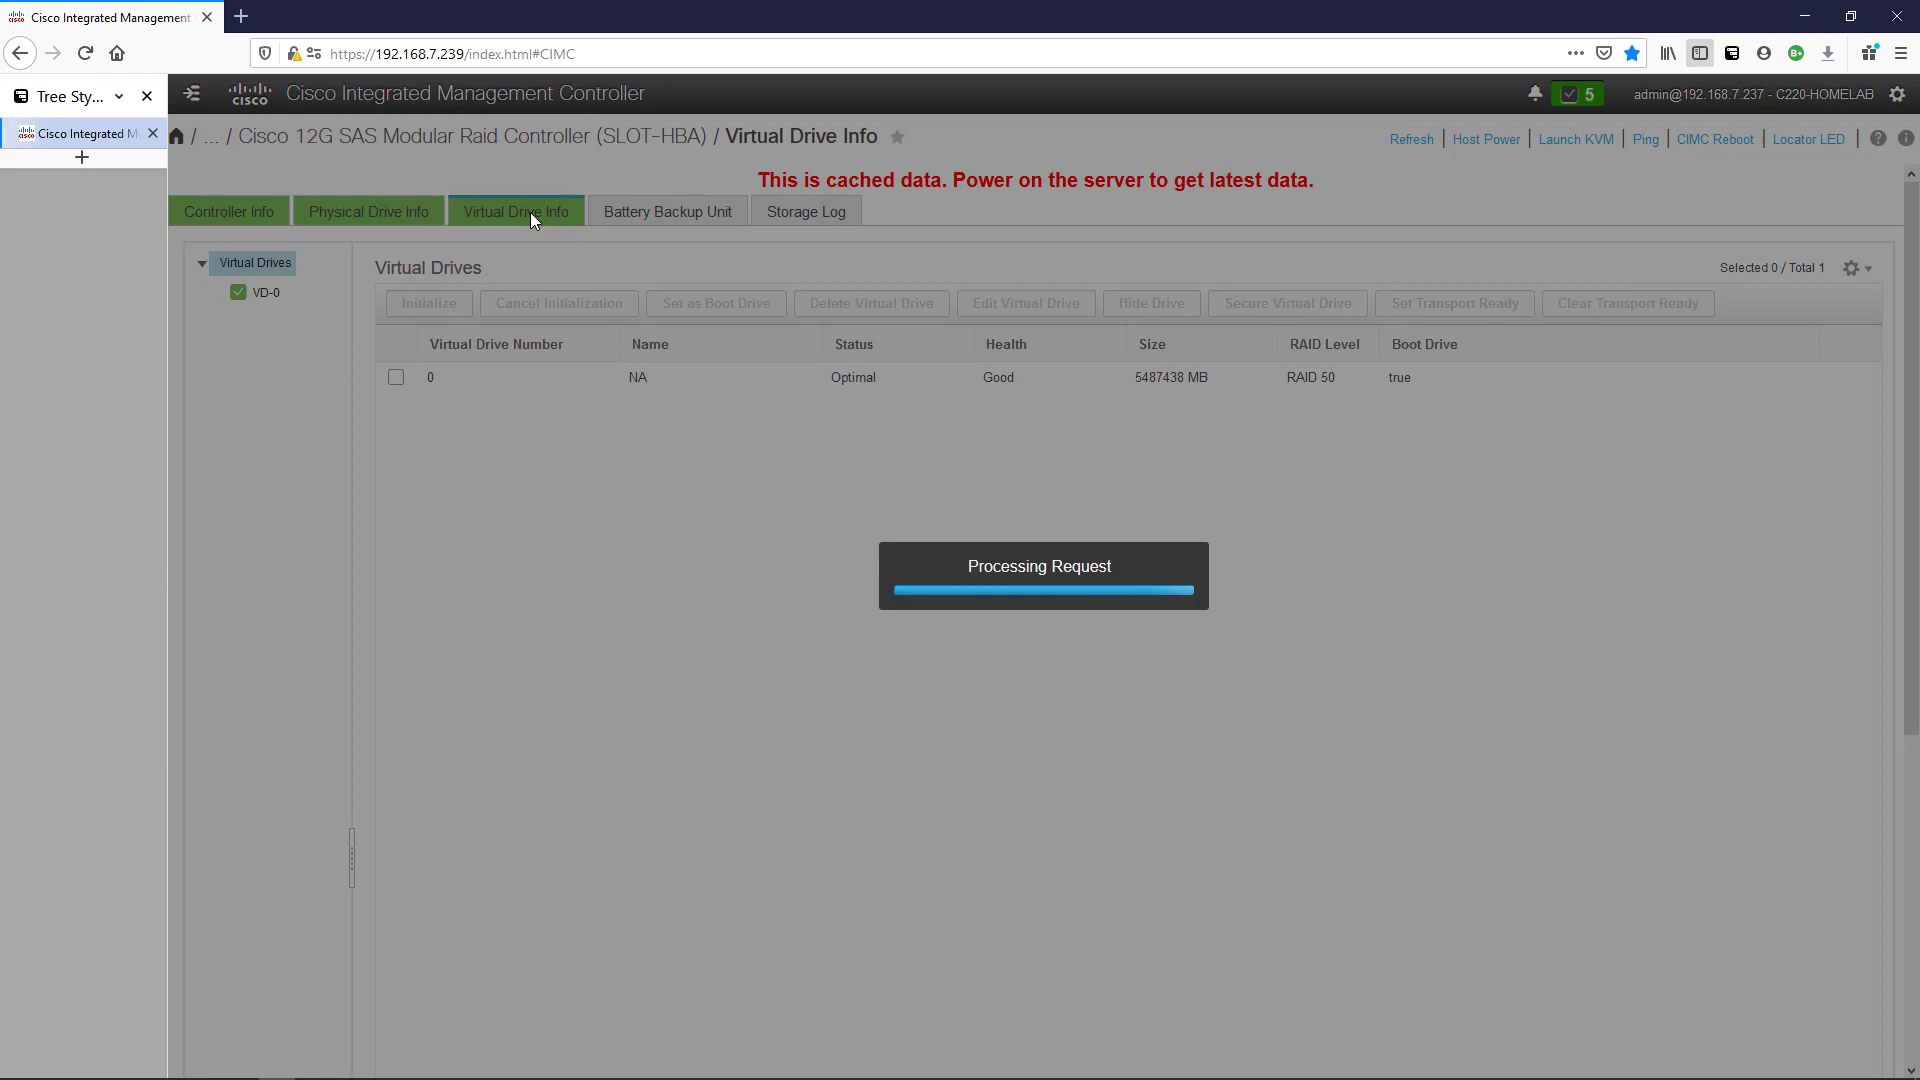 Cisco Integrated Management
https://192.168.7.239/index.html#CIMC
Tree Sty...
Cisco Integrated M
cisco Cisco Integrated Management Controller
5 admin@192.168.7.237 - C220-HOMELAB
/ ... / Cisco 12G SAS Modular Raid Controller (SLOT-HBA) / Virtual Drive Info
Refresh | Host Power | Launch KVM | Ping | CIMC Reboot | Locator LED
This is cached data. Power on the server to get latest data.
Controller Info Physical Drive Info Virtual Drive Info Battery Backup Unit Storage Log
Virtual Drives
VD-0
Virtual Drives
Selected 0 / Total 1
Initialize Cancel Initialization Set as Boot Drive Delete Virtual Drive Edit Virtual Drive Hide Drive Secure Virtual Drive Set Transport Ready Clear Transport Ready
Virtual Drive Number Name Status Health Size RAID Level Boot Drive
0 NA Optimal Good 5487438 MB RAID 50 true
Processing Request